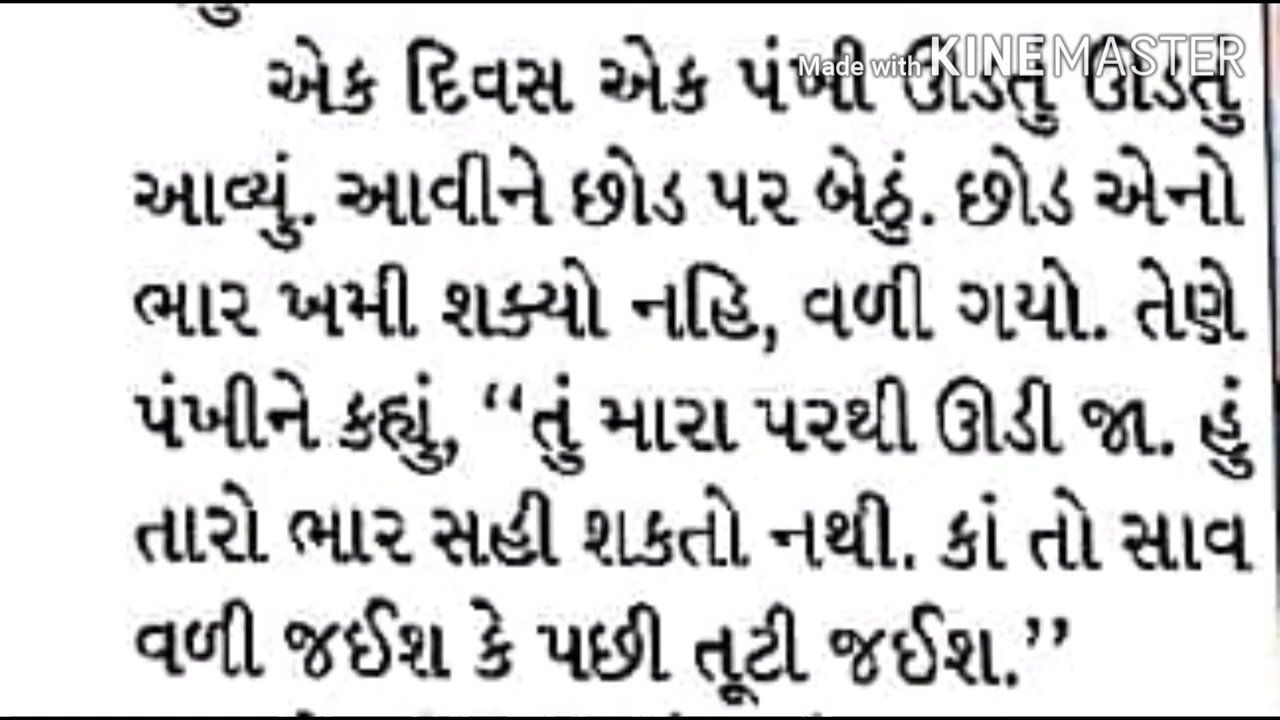 Made with KINEMASTER
એક દિવસ એક પંખી ઊડતું ઊડતું
આવ્યું. આવીને છોડ પર બેઠું. છોડ એનો
ભાર ખમી શક્યો નહિ, વળી ગયો. તેણે
પંખીને કહ્યું, “તું મારા પરથી ઊડી જા. હું
તારો ભાર સહી શકતો નથી. કાં તો સાવ
વળી જઈશ કે પછી તૂટી જઈશ.”